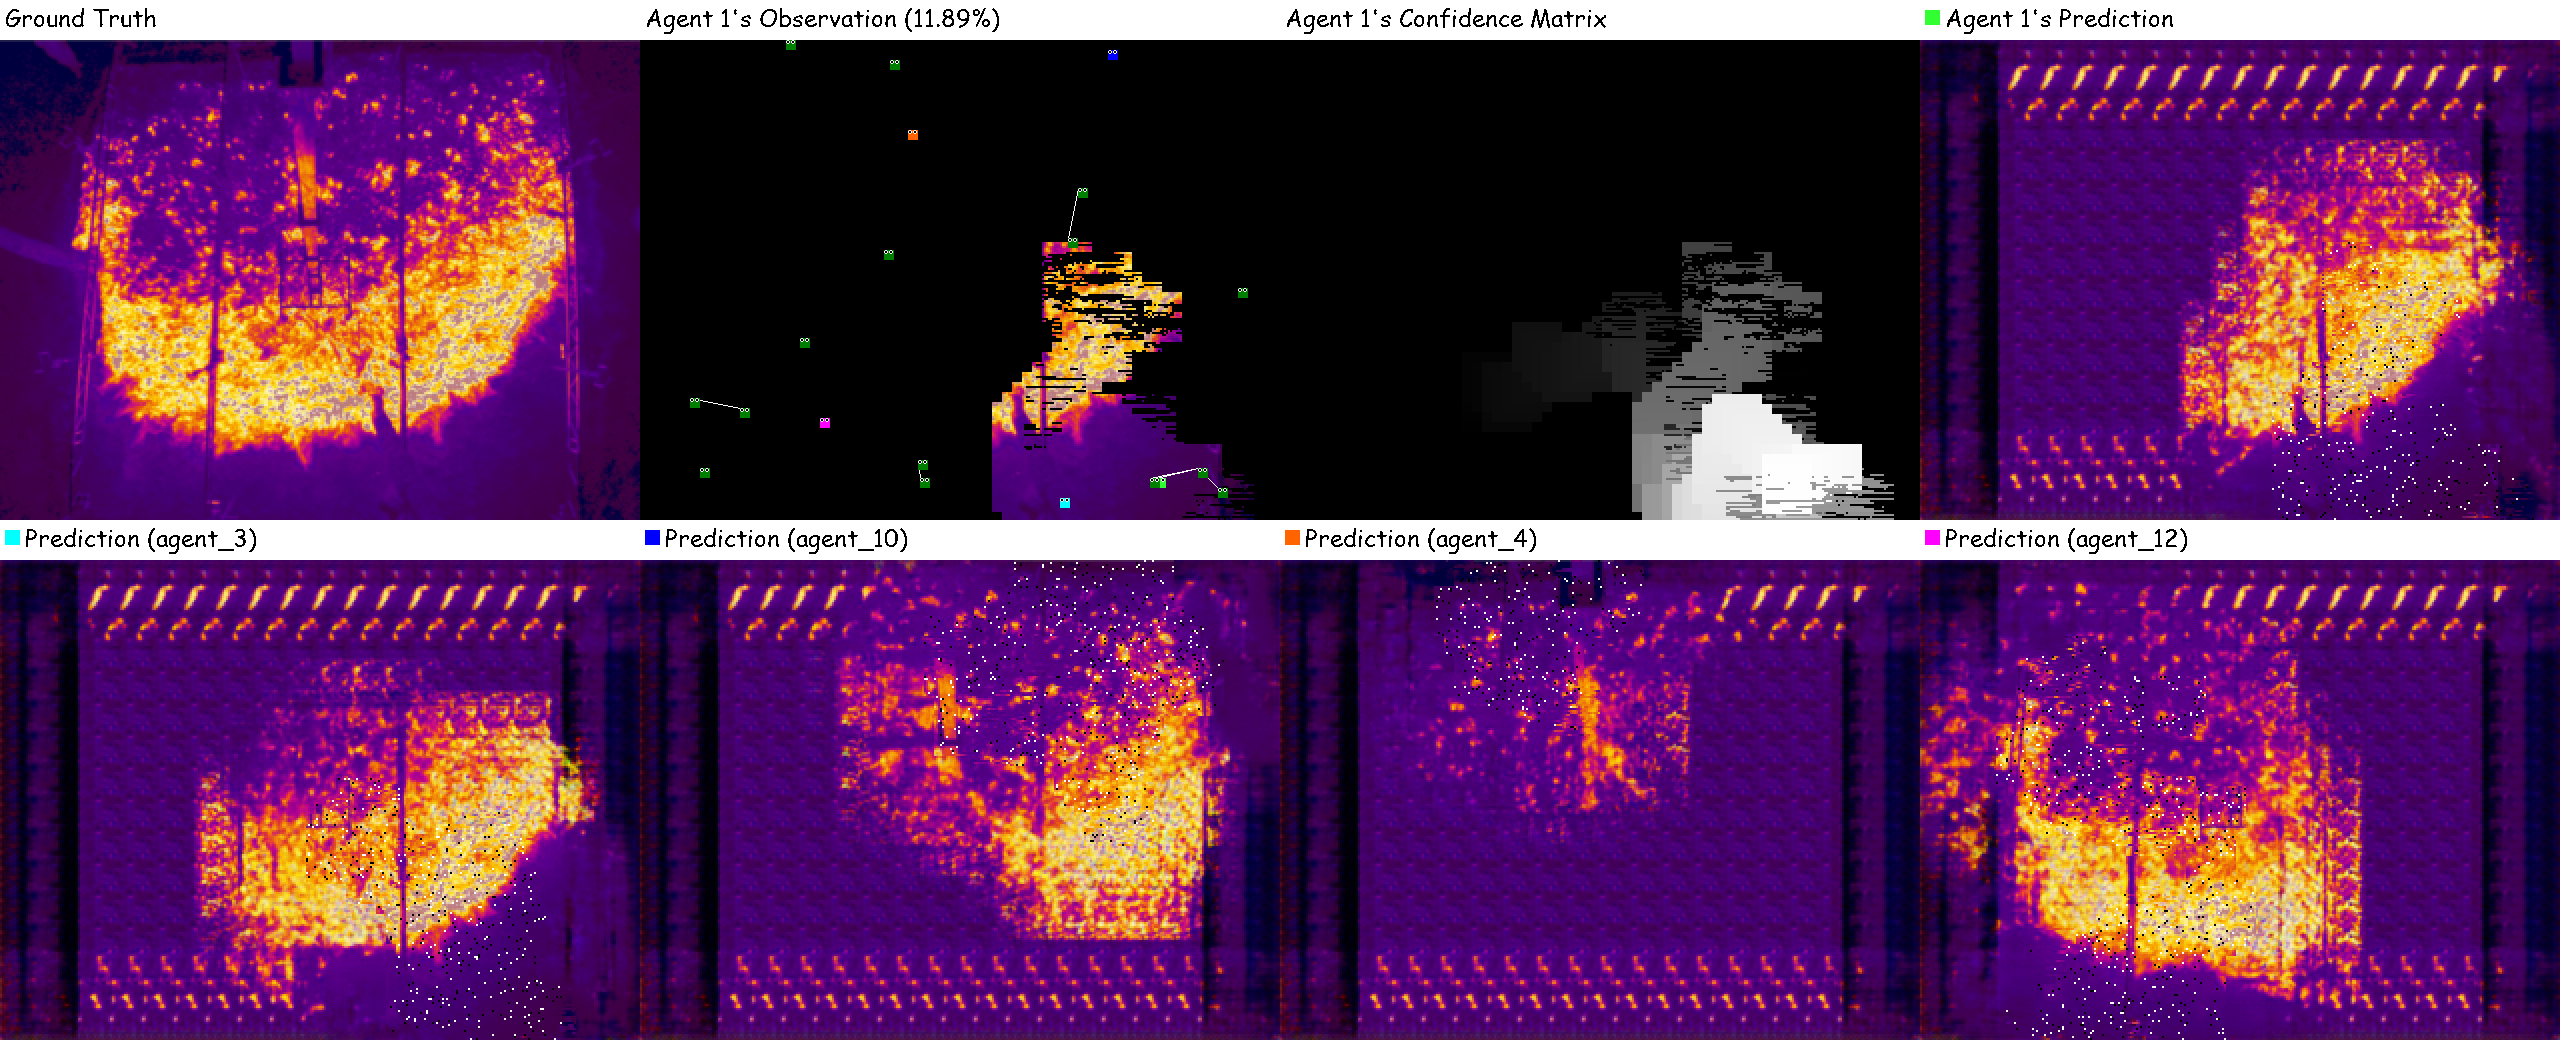 Ground Truth
Agent 1's Observation (11.89%)
Agent 1's Confidence Matrix
Agent 1's Prediction
Prediction (agent_3)
Prediction (agent_10)
Prediction (agent_4)
Prediction (agent_12)